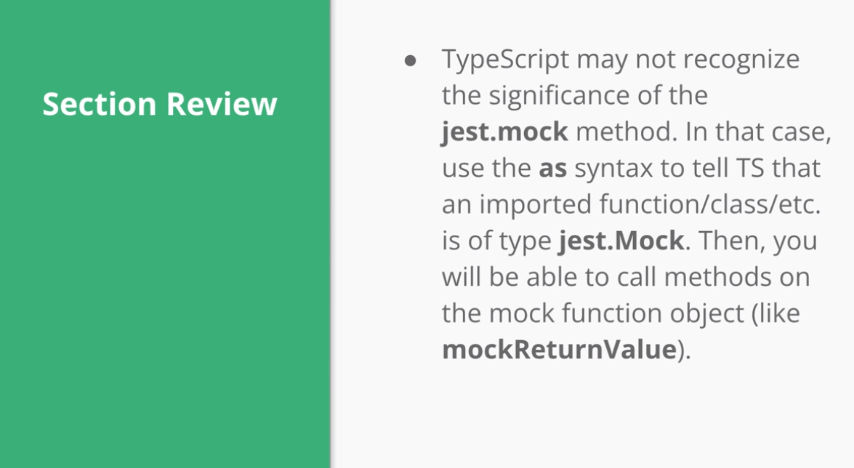 Section Review
● TypeScript may not recognize
the significance of the
jest.mock method. In that case,
use the as syntax to tell TS that
an imported function/class/etc.
is of type jest.Mock. Then, you
will be able to call methods on
the mock function object (like
mockReturnValue).